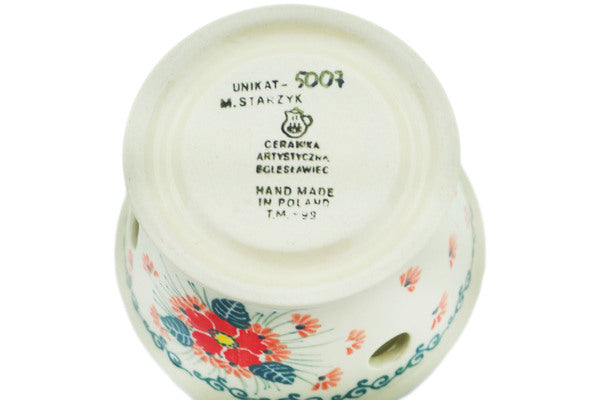 UNIKAT- 5007
M. STARZYK
CERAMIKA
ARTYSTYCZNA
BOLESŁAWIEC
HAND MADE
IN POLAND
T.M. - 99